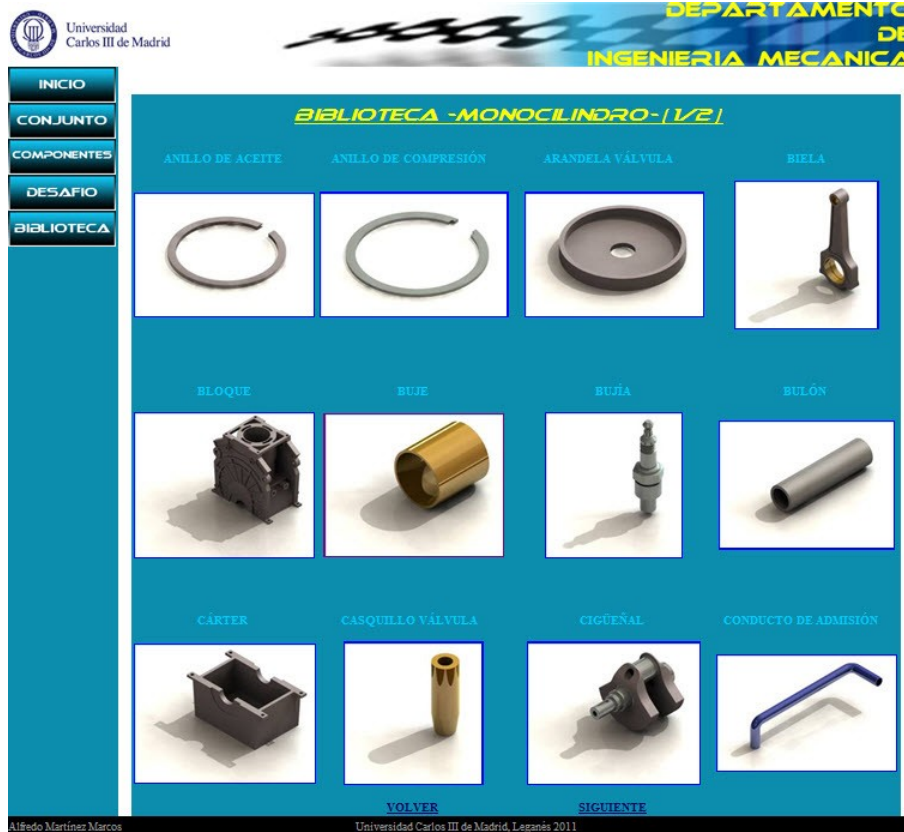 Universidad
Carlos III de Madrid
DEPARTAMENTO
DE
INGENIERIA MECANICA
INICIO
CONJUNTO
COMPONENTES
DESAFIO
BIBLIOTECA
BIBLIOTECA -MONOCILINDRO-(1/2)
ANILLO DE ACEITE ANILLO DE COMPRESIÓN ARANDELA VÁLVULA BIELA
BLOQUE BUJE BUJÌA BULÓN
CÁRTER CASQUILLO VÁLVULA CIGÜEÑAL CONDUCTO DE ADMISIÓN
VOLVER SIGUIENTE
Alfredo Martínez Marcos Universidad Carlos III de Madrid, Leganés 2011